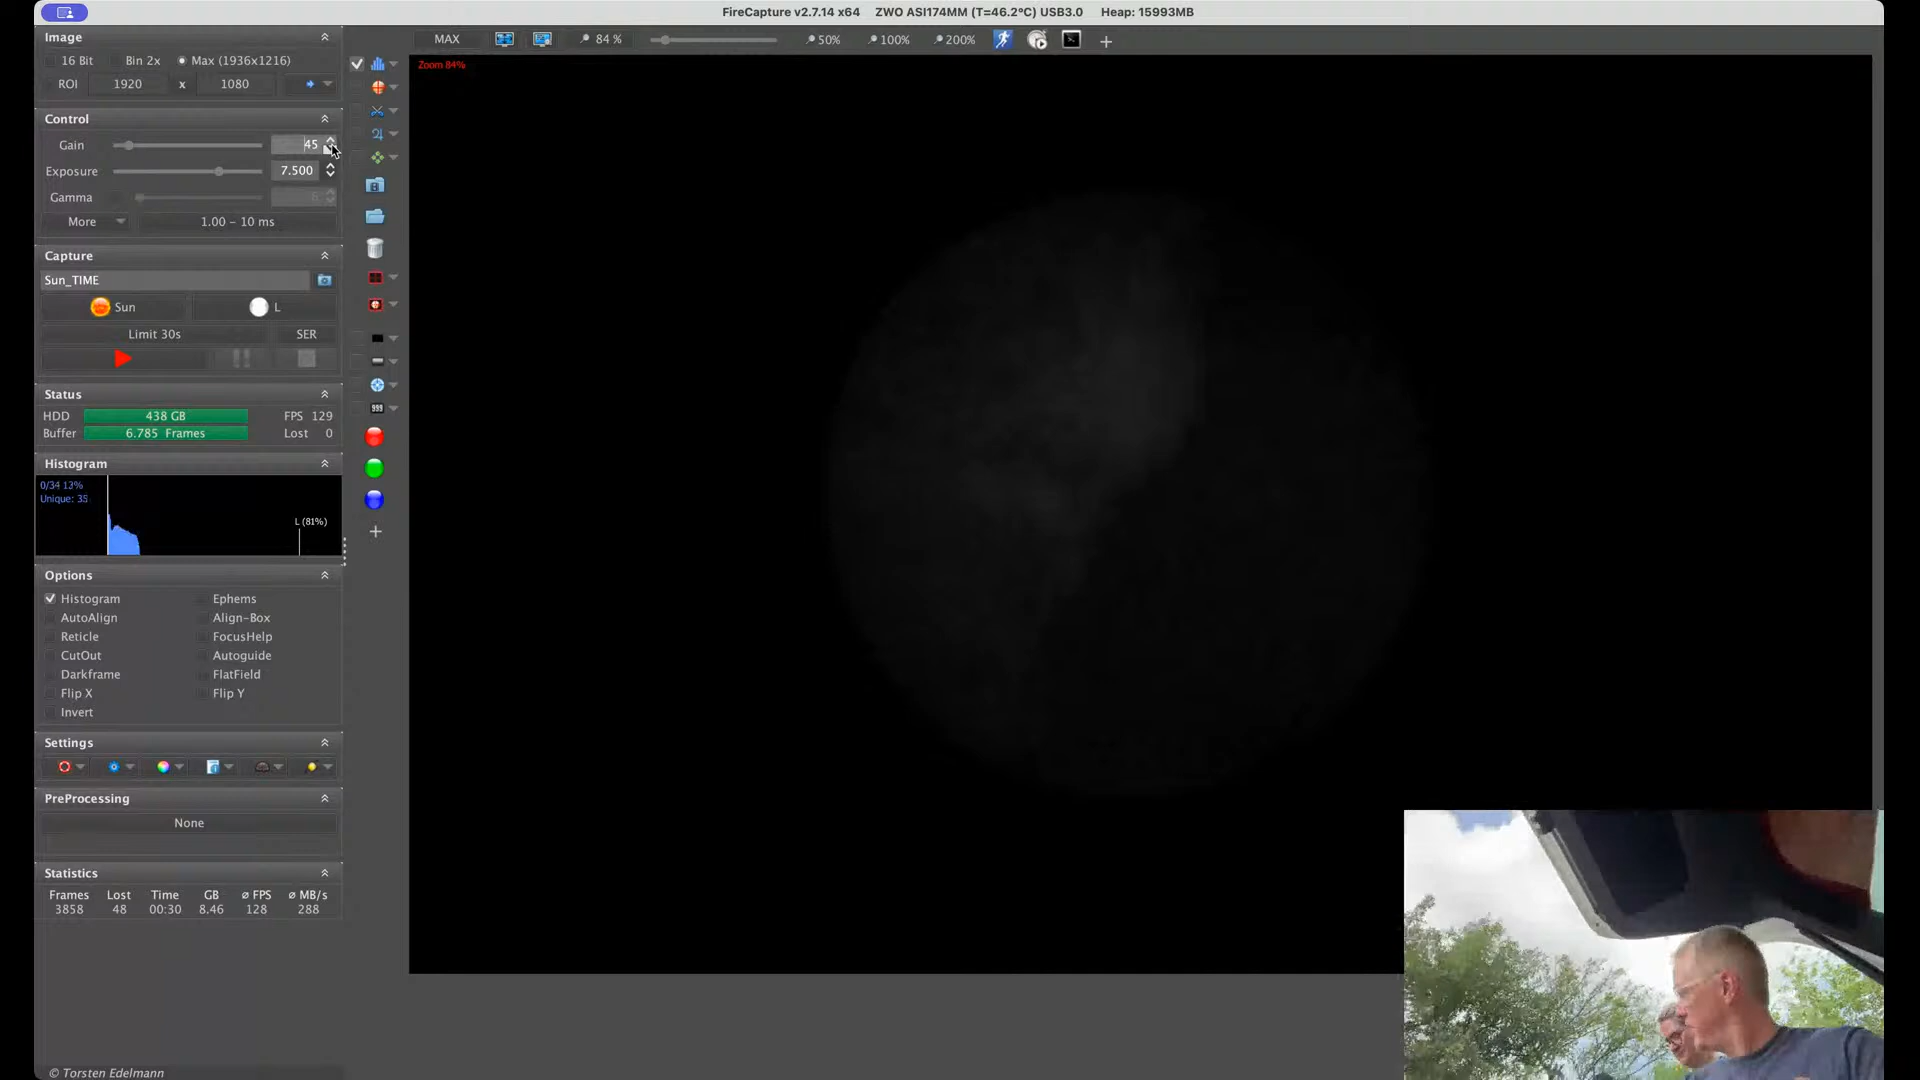 FireCapture v2.7.14 x64 ZWO ASI174MM (T=46.2°C) USB3.0 Heap: 15993MB
Image
16 Bit Bin 2x Max (1936x1216)
ROI 1920 x 1080
MAX 84 % 50% 100% 200%
Zoom 84%
Control
Gain 45
Exposure 7.500
Gamma
More 1.00 - 10 ms
Capture
Sun_TIME
Sun L
Limit 30s SER
Status
HDD 438 GB FPS 129
Buffer 6.785 Frames Lost 0
Histogram
0/34 13%
Unique: 35
L (81%)
Options
Histogram Ephems
AutoAlign Align-Box
Reticle FocusHelp
CutOut Autoguide
Darkframe FlatField
Flip X Flip Y
Invert
Settings
PreProcessing
None
Statistics
Frames Lost Time GB ø FPS ø MB/s
3858 48 00:30 8.46 128 288
© Torsten Edelmann